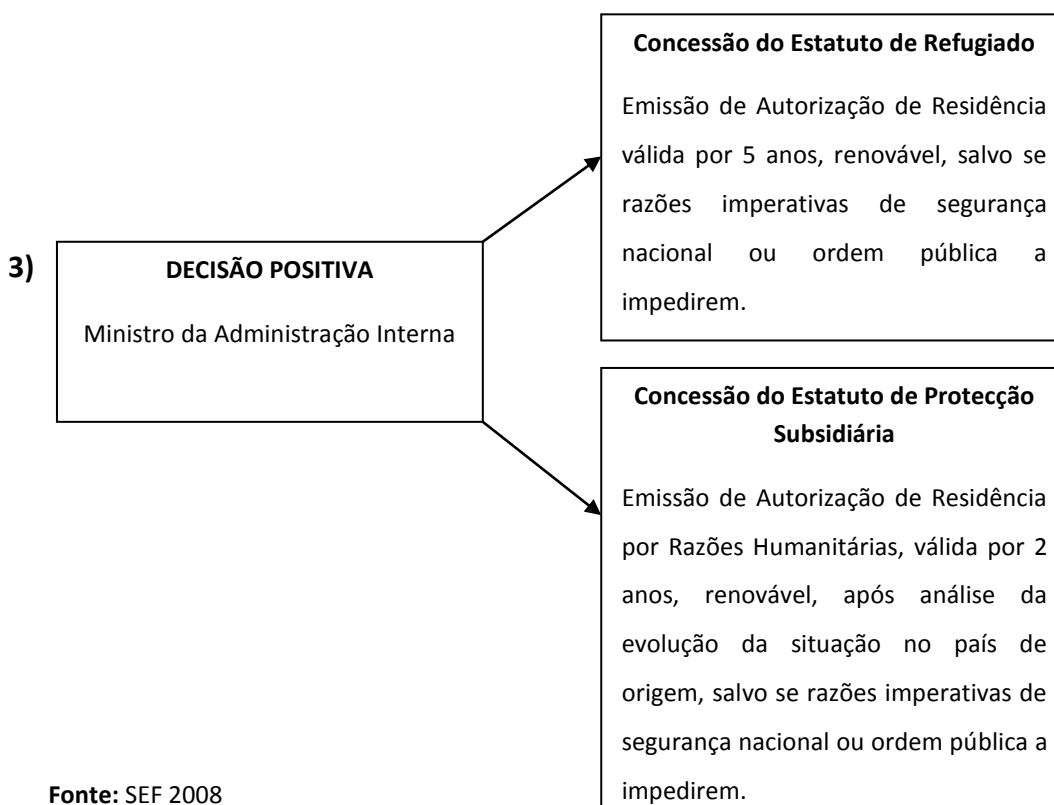 3)
DECISÃO POSITIVA
Ministro da Administração Interna
Concessão do Estatuto de Refugiado
Emissão de Autorização de Residência
válida por 5 anos, renovável, salvo se
razões imperativas de segurança
nacional ou ordem pública a
impedirem.
Concessão do Estatuto de Protecção
Subsidiária
Emissão de Autorização de Residência
por Razões Humanitárias, válida por 2
anos, renovável, após análise da
evolução da situação no país de
origem, salvo se razões imperativas de
segurança nacional ou ordem pública a
impedirem.
Fonte: SEF 2008